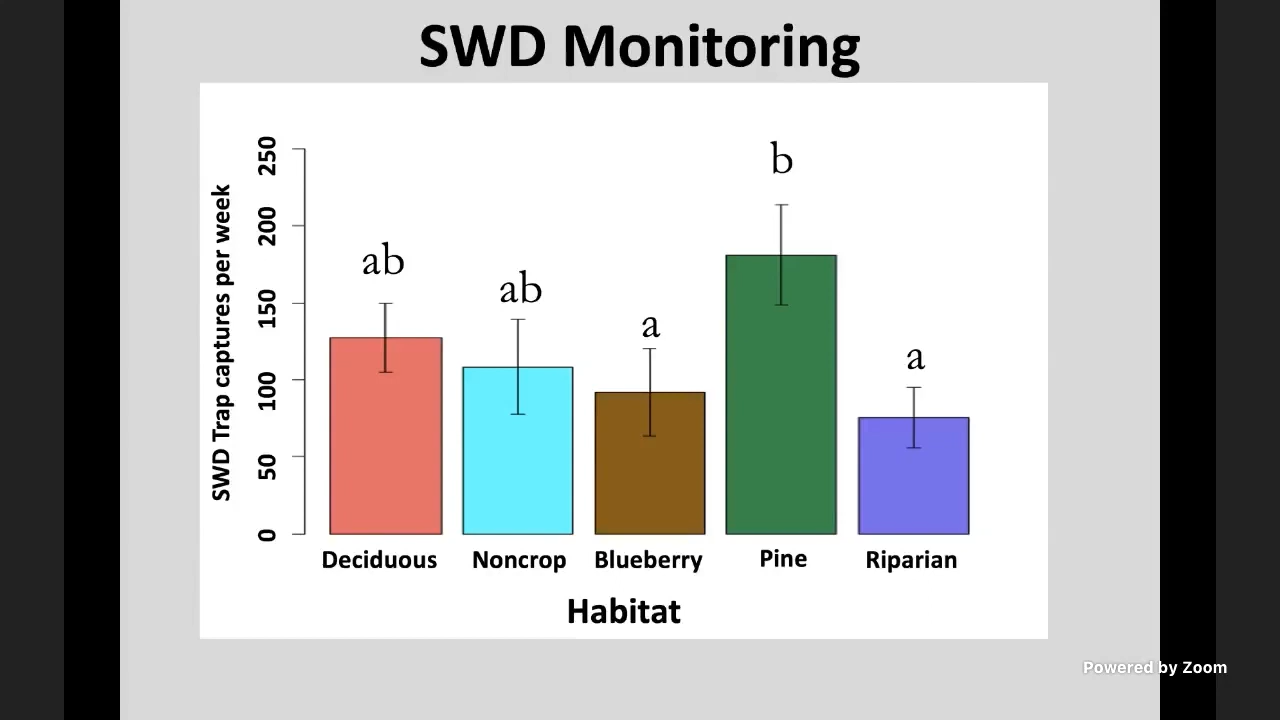 SWD Monitoring
SWD Trap captures per week
250
200
150
100
50
0
ab
ab
a
b
a
Deciduous
Noncrop
Blueberry
Pine
Riparian
Habitat
Powered by Zoom